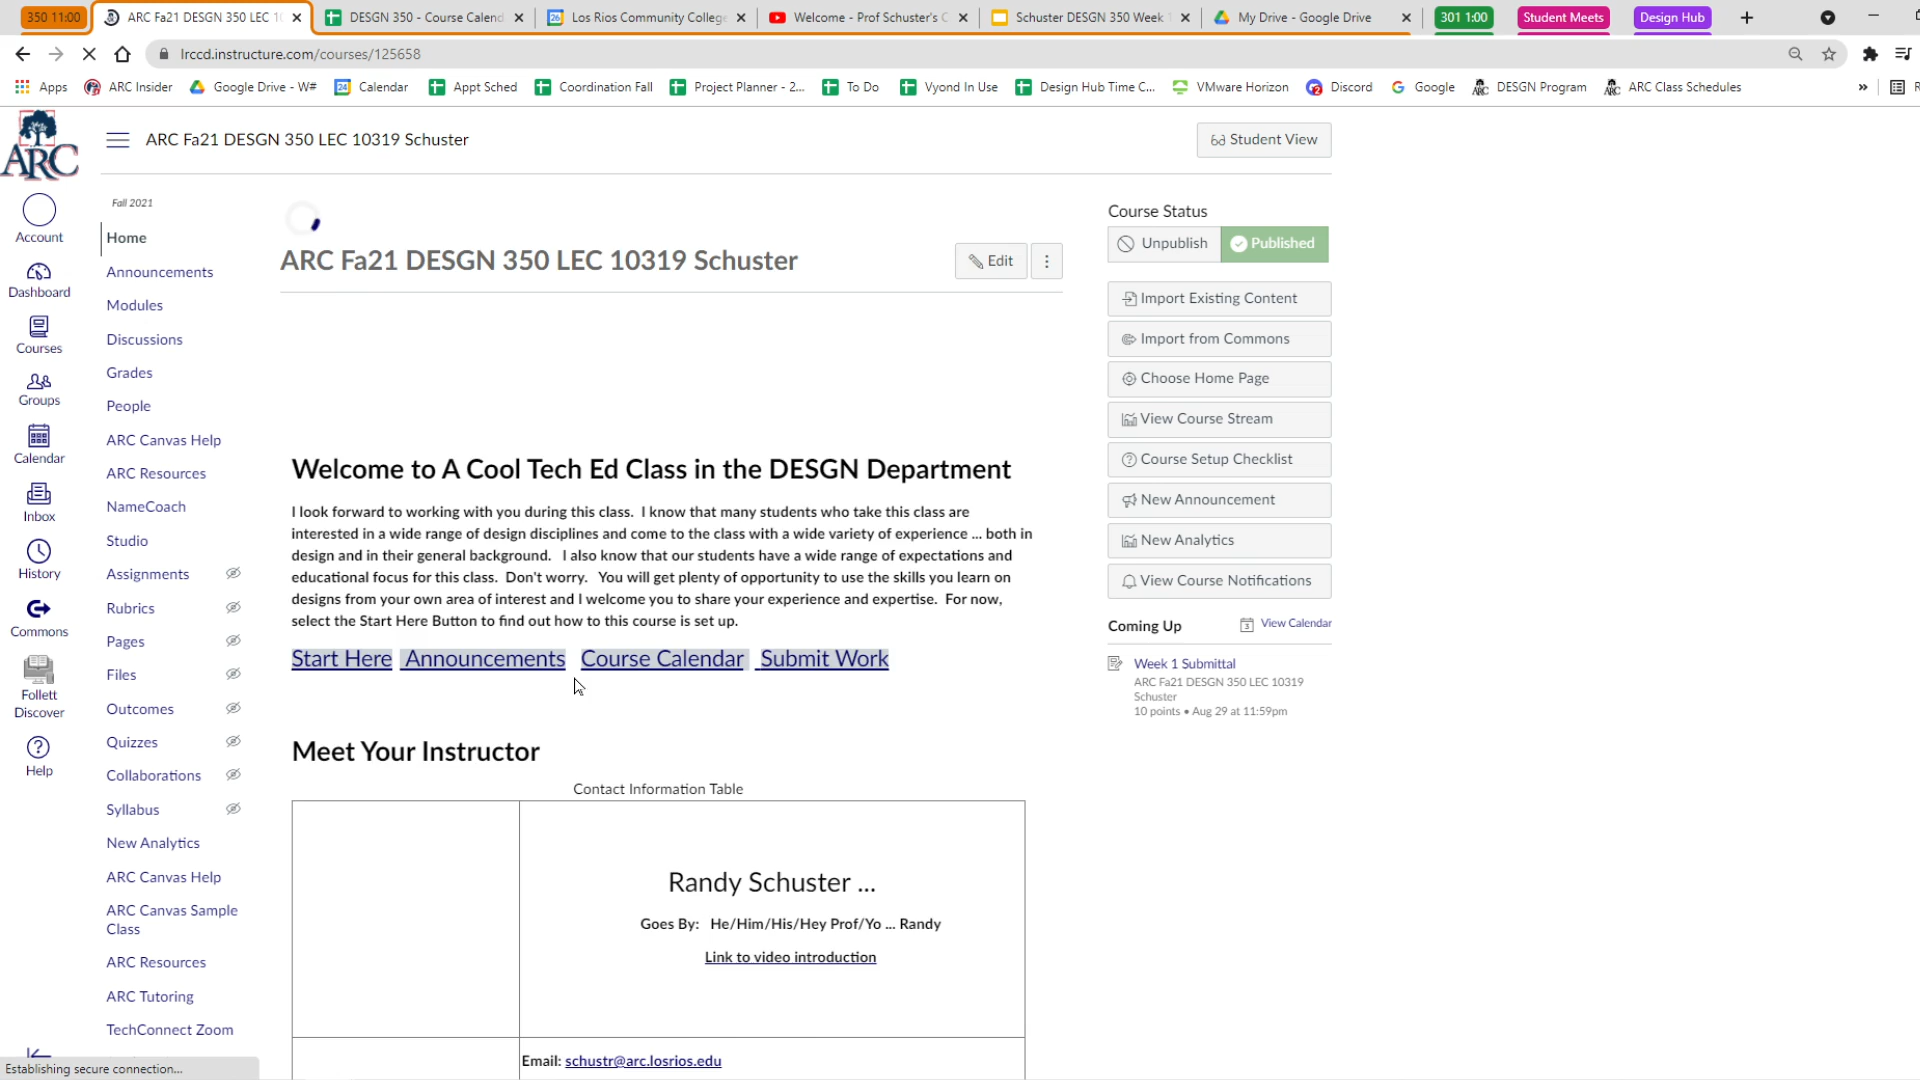 350 11:00
ARC Fa21 DESGN 350 LEC 10
DESGN 350 - Course Calend
Los Rios Community College
Welcome - Prof Schuster's C
Schuster DESGN 350 Week
My Drive - Google Drive
301 1:00
Student Meets
Design Hub
lrccd.instructure.com/courses/125658
Apps
ARC Insider
Google Drive - W#
Calendar
Appt Sched
Coordination Fall
Project Planner - 2...
To Do
Vyond In Use
Design Hub Time C...
VMware Horizon
Discord
Google
DESGN Program
ARC Class Schedules
»
ARC
ARC Fa21 DESGN 350 LEC 10319 Schuster
Student View
Account
Dashboard
Courses
Groups
Calendar
Inbox
History
Commons
Follett
Discover
Help
Fall 2021
Home
Announcements
Modules
Discussions
Grades
People
ARC Canvas Help
ARC Resources
NameCoach
Studio
Assignments
Rubrics
Pages
Files
Outcomes
Quizzes
Collaborations
Syllabus
New Analytics
ARC Canvas Help
ARC Canvas Sample
Class
ARC Resources
ARC Tutoring
TechConnect Zoom
ARC Fa21 DESGN 350 LEC 10319 Schuster
Edit
Welcome to A Cool Tech Ed Class in the DESGN Department
I look forward to working with you during this class. I know that many students who take this class are
interested in a wide range of design disciplines and come to the class with a wide variety of experience ... both in
design and in their general background. I also know that our students have a wide range of expectations and
educational focus for this class. Don't worry. You will get plenty of opportunity to use the skills you learn on
designs from your own area of interest and I welcome you to share your experience and expertise. For now,
select the Start Here Button to find out how to this course is set up.
Start Here Announcements Course Calendar Submit Work
Meet Your Instructor
Contact Information Table
Randy Schuster ...
Goes By: He/Him/His/Hey Prof/Yo ... Randy
Link to video introduction
Email: schustr@arc.losrios.edu
Course Status
Unpublish
Published
Import Existing Content
Import from Commons
Choose Home Page
View Course Stream
Course Setup Checklist
New Announcement
New Analytics
View Course Notifications
Coming Up
View Calendar
Week 1 Submittal
ARC Fa21 DESGN 350 LEC 10319
Schuster
10 points • Aug 29 at 11:59pm
Establishing secure connection...